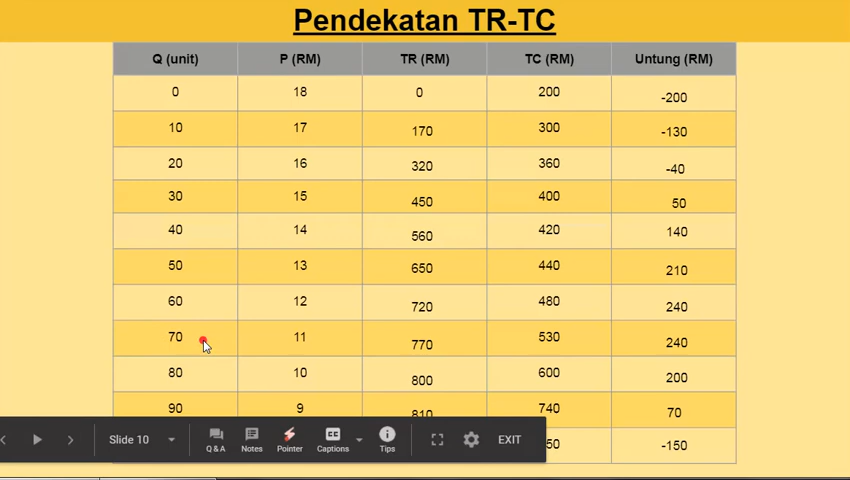 Pendekatan TR-TC
Q (unit) P (RM) TR (RM) TC (RM) Untung (RM)
0 18 0 200 -200
10 17 170 300 -130
20 16 320 360 -40
30 15 450 400 50
40 14 560 420 140
50 13 650 440 210
60 12 720 480 240
70 11 770 530 240
80 10 800 600 200
90 9 810 740 70
50 -150
Slide 10 Q & A Notes Pointer CC Captions Tips EXIT